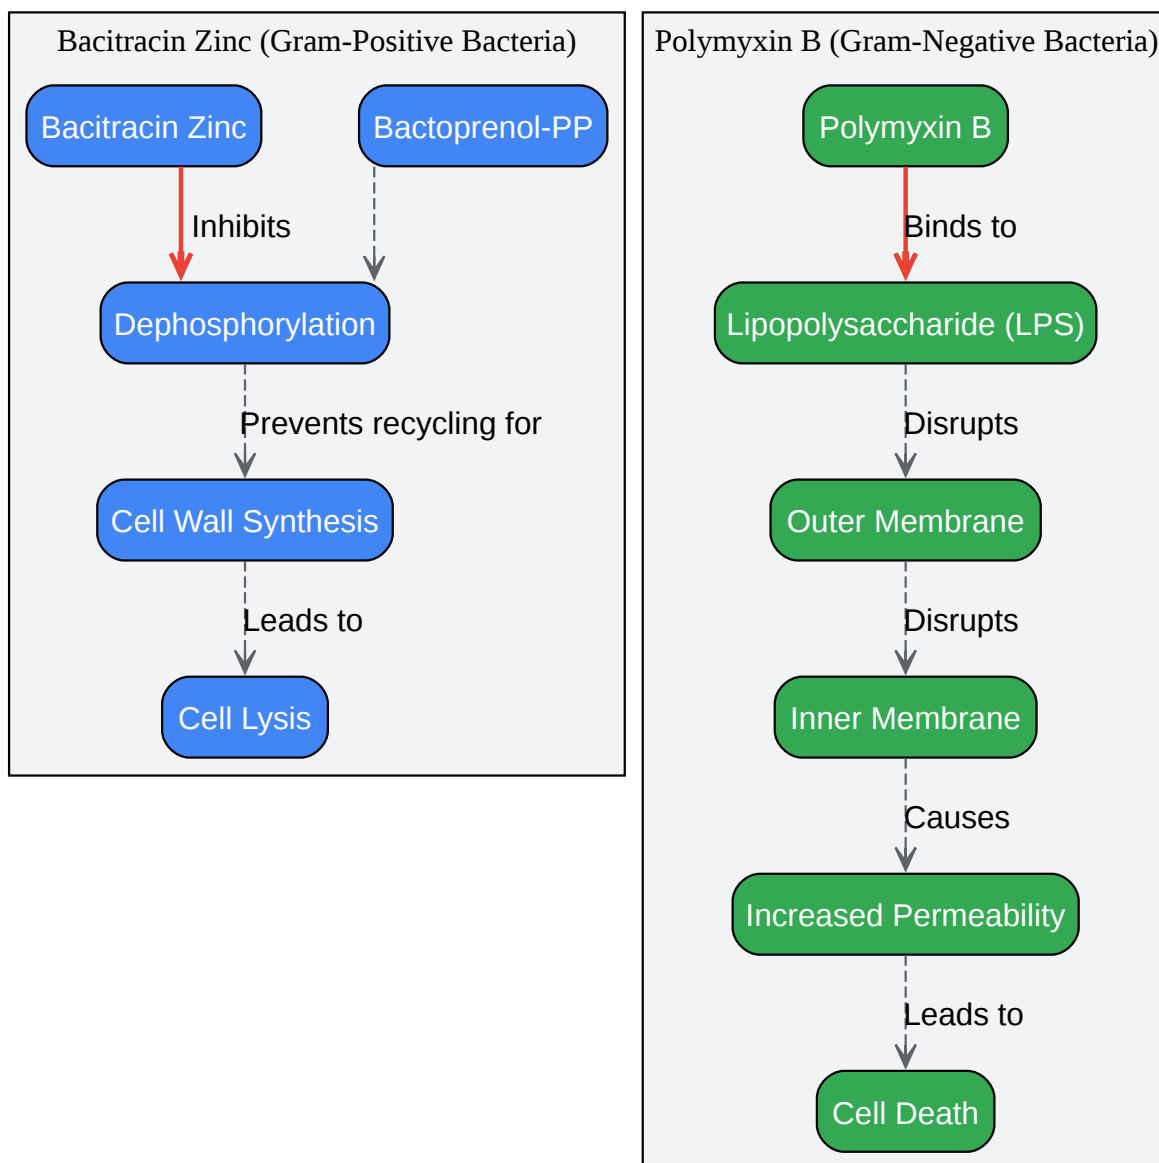 Bacitracin Zinc (Gram-Positive Bacteria)
Bacitracin Zinc
Bactoprenol-PP
Inhibits
Dephosphorylation
Prevents recycling for
Cell Wall Synthesis
Leads to
Cell Lysis
Polymyxin B (Gram-Negative Bacteria)
Polymyxin B
Binds to
Lipopolysaccharide (LPS)
Disrupts
Outer Membrane
Disrupts
Inner Membrane
Causes
Increased Permeability
Leads to
Cell Death